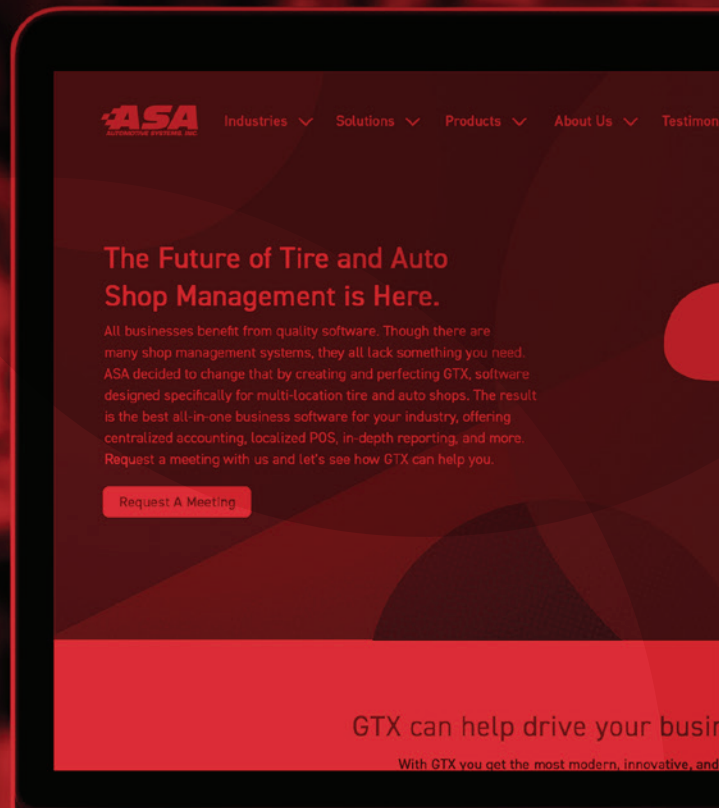 ASA
AUTOMOTIVE SYSTEMS, INC.
Industries
Solutions
Products
About Us
Testimon
The Future of Tire and Auto
Shop Management is Here.
All businesses benefit from quality software. Though there are
many shop management systems, they all lack something you need.
ASA decided to change that by creating and perfecting GTX, software
designed specifically for multi-location tire and auto shops. The result
is the best all-in-one business software for your industry, offering
centralized accounting, localized POS, in-depth reporting, and more.
Request a meeting with us and let's see how GTX can help you.
Request A Meeting
GTX can help drive your busin
With GTX you get the most modern, innovative, and